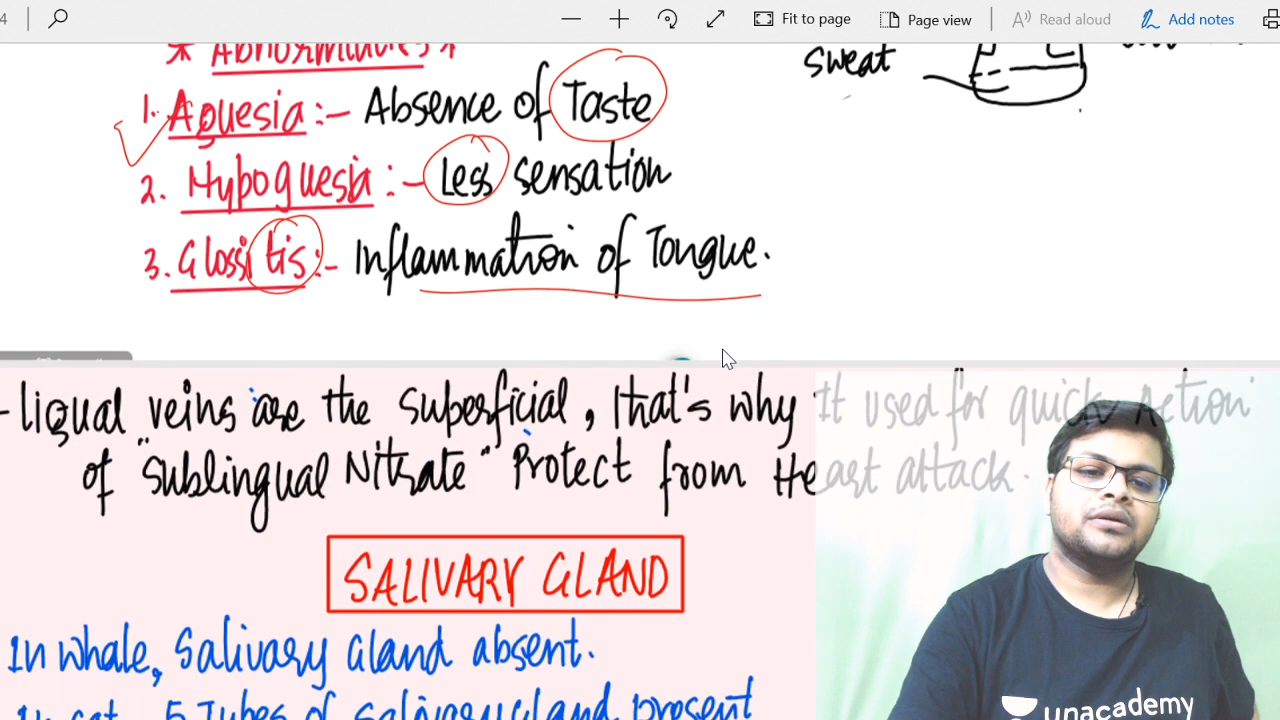 Fit to page
Page view
Read aloud
Add notes
* Abnormalities *
sweat
1. Aguesia :- Absence of Taste
2. Hypoguesia :- Less sensation
3. Glossitis :- Inflammation of Tongue.
- ligual veins are the superficial, that's why It used for quick Action
of "sublingual Nitrate" Protect from Heart attack.
SALIVARY GLAND
In whale, Salivary Gland absent.
In cat, 5 Tubes of salivary gland present
unacademy